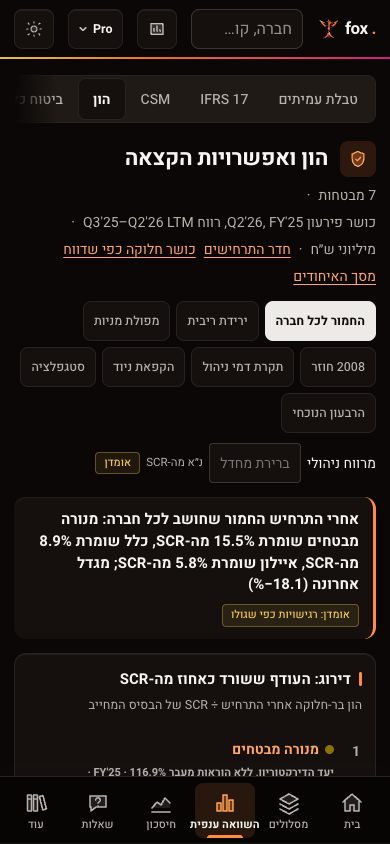 fox.
חברה, קו...
Pro
טבלת עמיתים
IFRS 17
CSM
הון
ביטוח
הון ואפשרויות הקצאה
7 מבטחות ·
כושר פירעון Q2'26, FY'25, רווח Q3'25–Q2'26 LTM ·
מיליוני ש״ח · חדר התרחישים כושר חלוקה כפי שדווח
מסך האיחודים
החמור לכל חברה
ירידת ריבית
מפולת מניות
2008 חוזר
תקרת דמי ניהול
הקפאת ניוד
סטגפלציה
הרבעון הנוכחי
מרווח ניהולי ברירת מחדל נ״א מה-SCR אומדן
אחרי התרחיש החמור שחושב לכל חברה: מנורה
מבטחים שומרת 15.5% מה-SCR, כלל שומרת 8.9%
מה-SCR, איילון שומרת 5.8% מה-SCR; מגדל
אחרונה (−18.1%)
אומדן: רגישויות כפי שגולו
דירוג: העודף ששורד כאחוז מה-SCR
הון בר-חלוקה אחרי התרחיש ÷ SCR של הבסיס המחייב
1 מנורה מבטחים
יעד הדירקטוריון, ללא הוראות מעבר 116.9% · FY'25 ·
בית
מסלולים
השוואה ענפית
חיסכון
שאלות
עוד